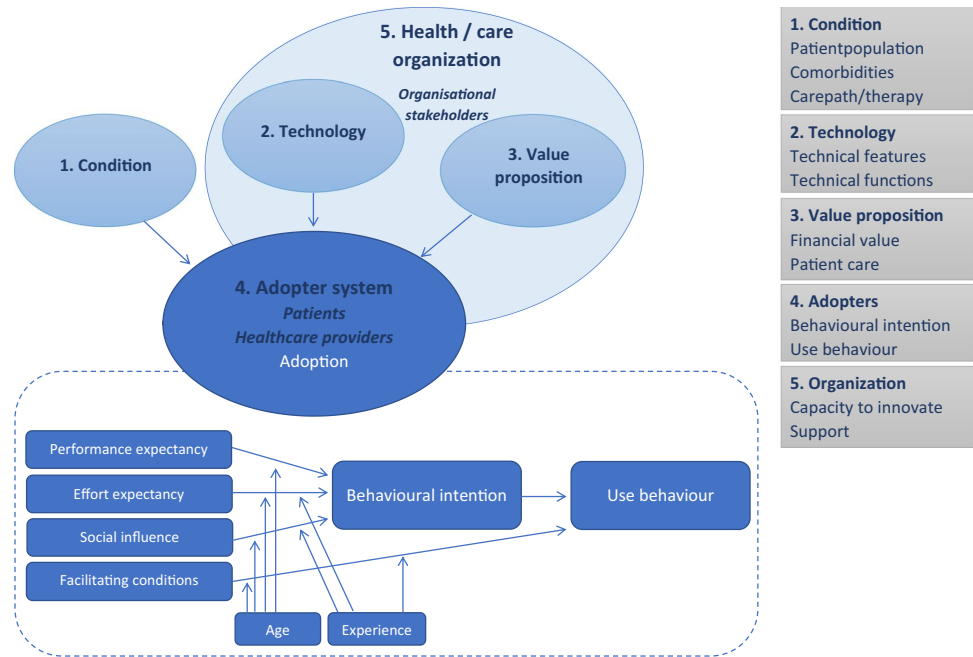 5. Health / care
organization
Organisational
stakeholders
2. Technology
1. Condition
3. Value
proposition
4. Adopter system
Patients
Healthcare providers
Adoption
Performance expectancy
Effort expectancy
Social influence
Facilitating conditions
Behavioural intention
Use behaviour
Age
Experience
1. Condition
Patientpopulation
Comorbidities
Carepath/therapy
2. Technology
Technical features
Technical functions
3. Value proposition
Financial value
Patient care
4. Adopters
Behavioural intention
Use behaviour
5. Organization
Capacity to innovate
Support